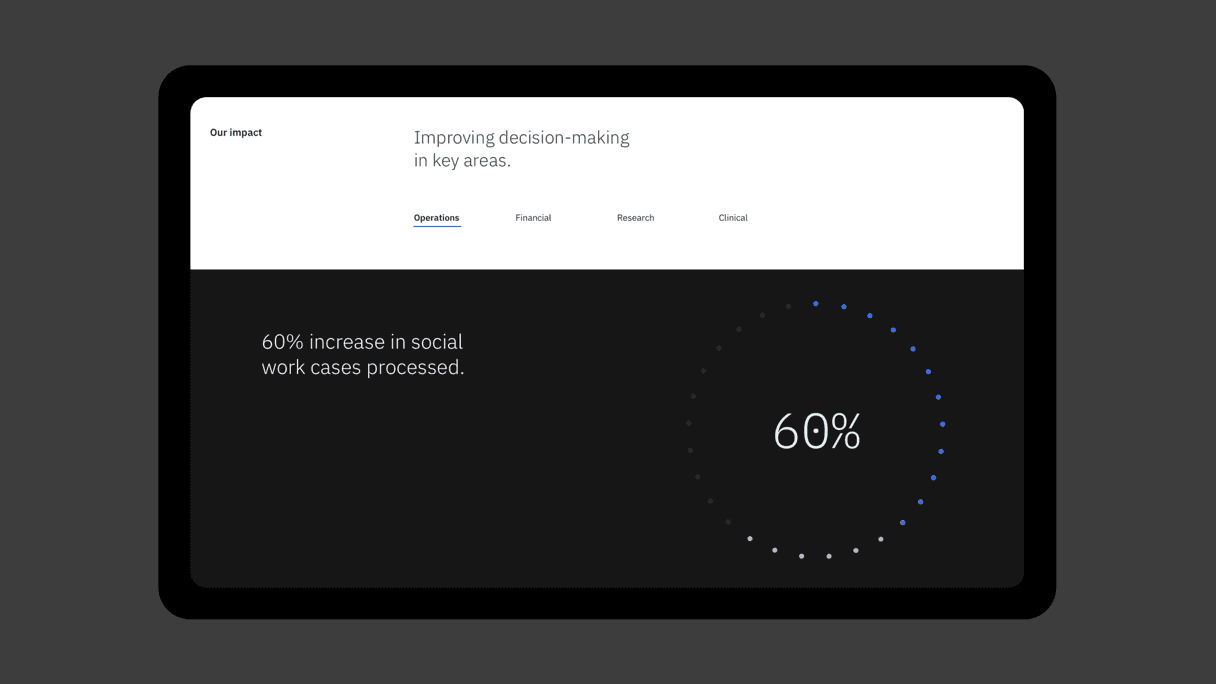 Our impact
Improving decision-making
in key areas.
Operations
Financial
Research
Clinical
60% increase in social
work cases processed.
60%